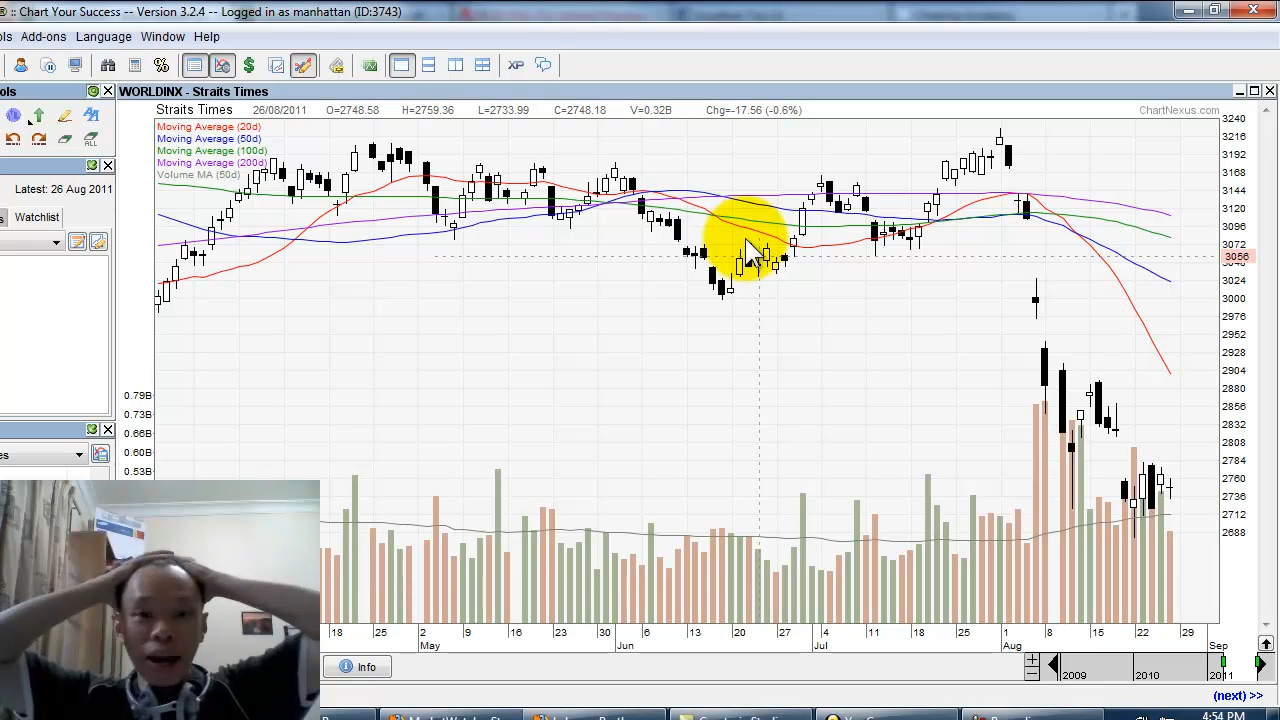 ® Chart Your Success -- Version 3.2.4 -- Logged in as manhattan (ID:3743)
ols Add-ons Language Window Help
XP
ols
WORLDINX - Straits Times
Straits Times 26/08/2011 O=2748.58 H=2759.36 L=2733.99 C=2748.18 V=0.32B Chg=-17.56 (-0.6%) ChartNexus.com
Moving Average (20d)
Moving Average (50d)
Moving Average (100d)
Moving Average (200d)
Volume MA (50d)
ALL
Latest: 26 Aug 2011
s Watchlist
es
3240
3216
3192
3168
3144
3120
3096
3072
3056
3024
3000
2976
2952
2928
2904
2880
2856
2832
2808
2784
2760
2736
2712
2688
0.79B
0.73B
0.66B
0.60B
0.53B
18 25 2 9 16 23 30 6 13 20 27 4 11 18 25 1 8 15 22 29
May Jun Jul Aug Sep
Info
2009 2010 2011
(next) >>
4:54 PM